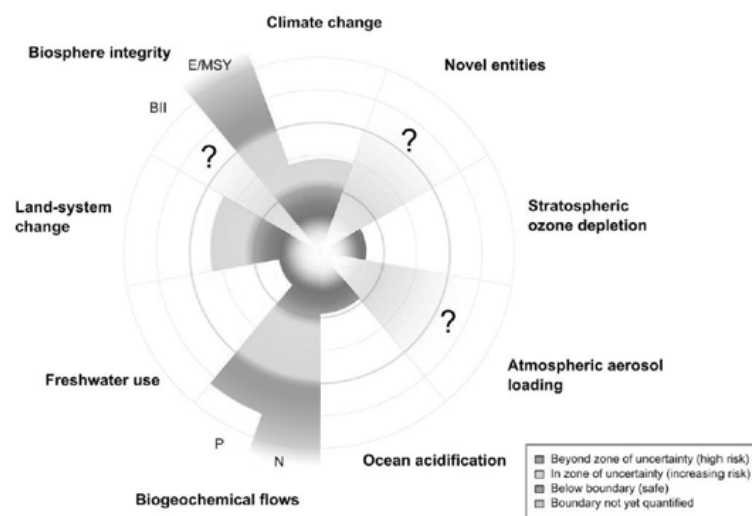 Climate change
Biosphere integrity
E/MSY
Novel entities
BII
?
?
Land-system
change
Stratospheric
ozone depletion
?
Atmospheric aerosol
loading
Freshwater use
P
N
Ocean acidification
Biogeochemical flows
Beyond zone of uncertainty (high risk)
In zone of uncertainty (increasing risk)
Below boundary (safe)
Boundary not yet quantified